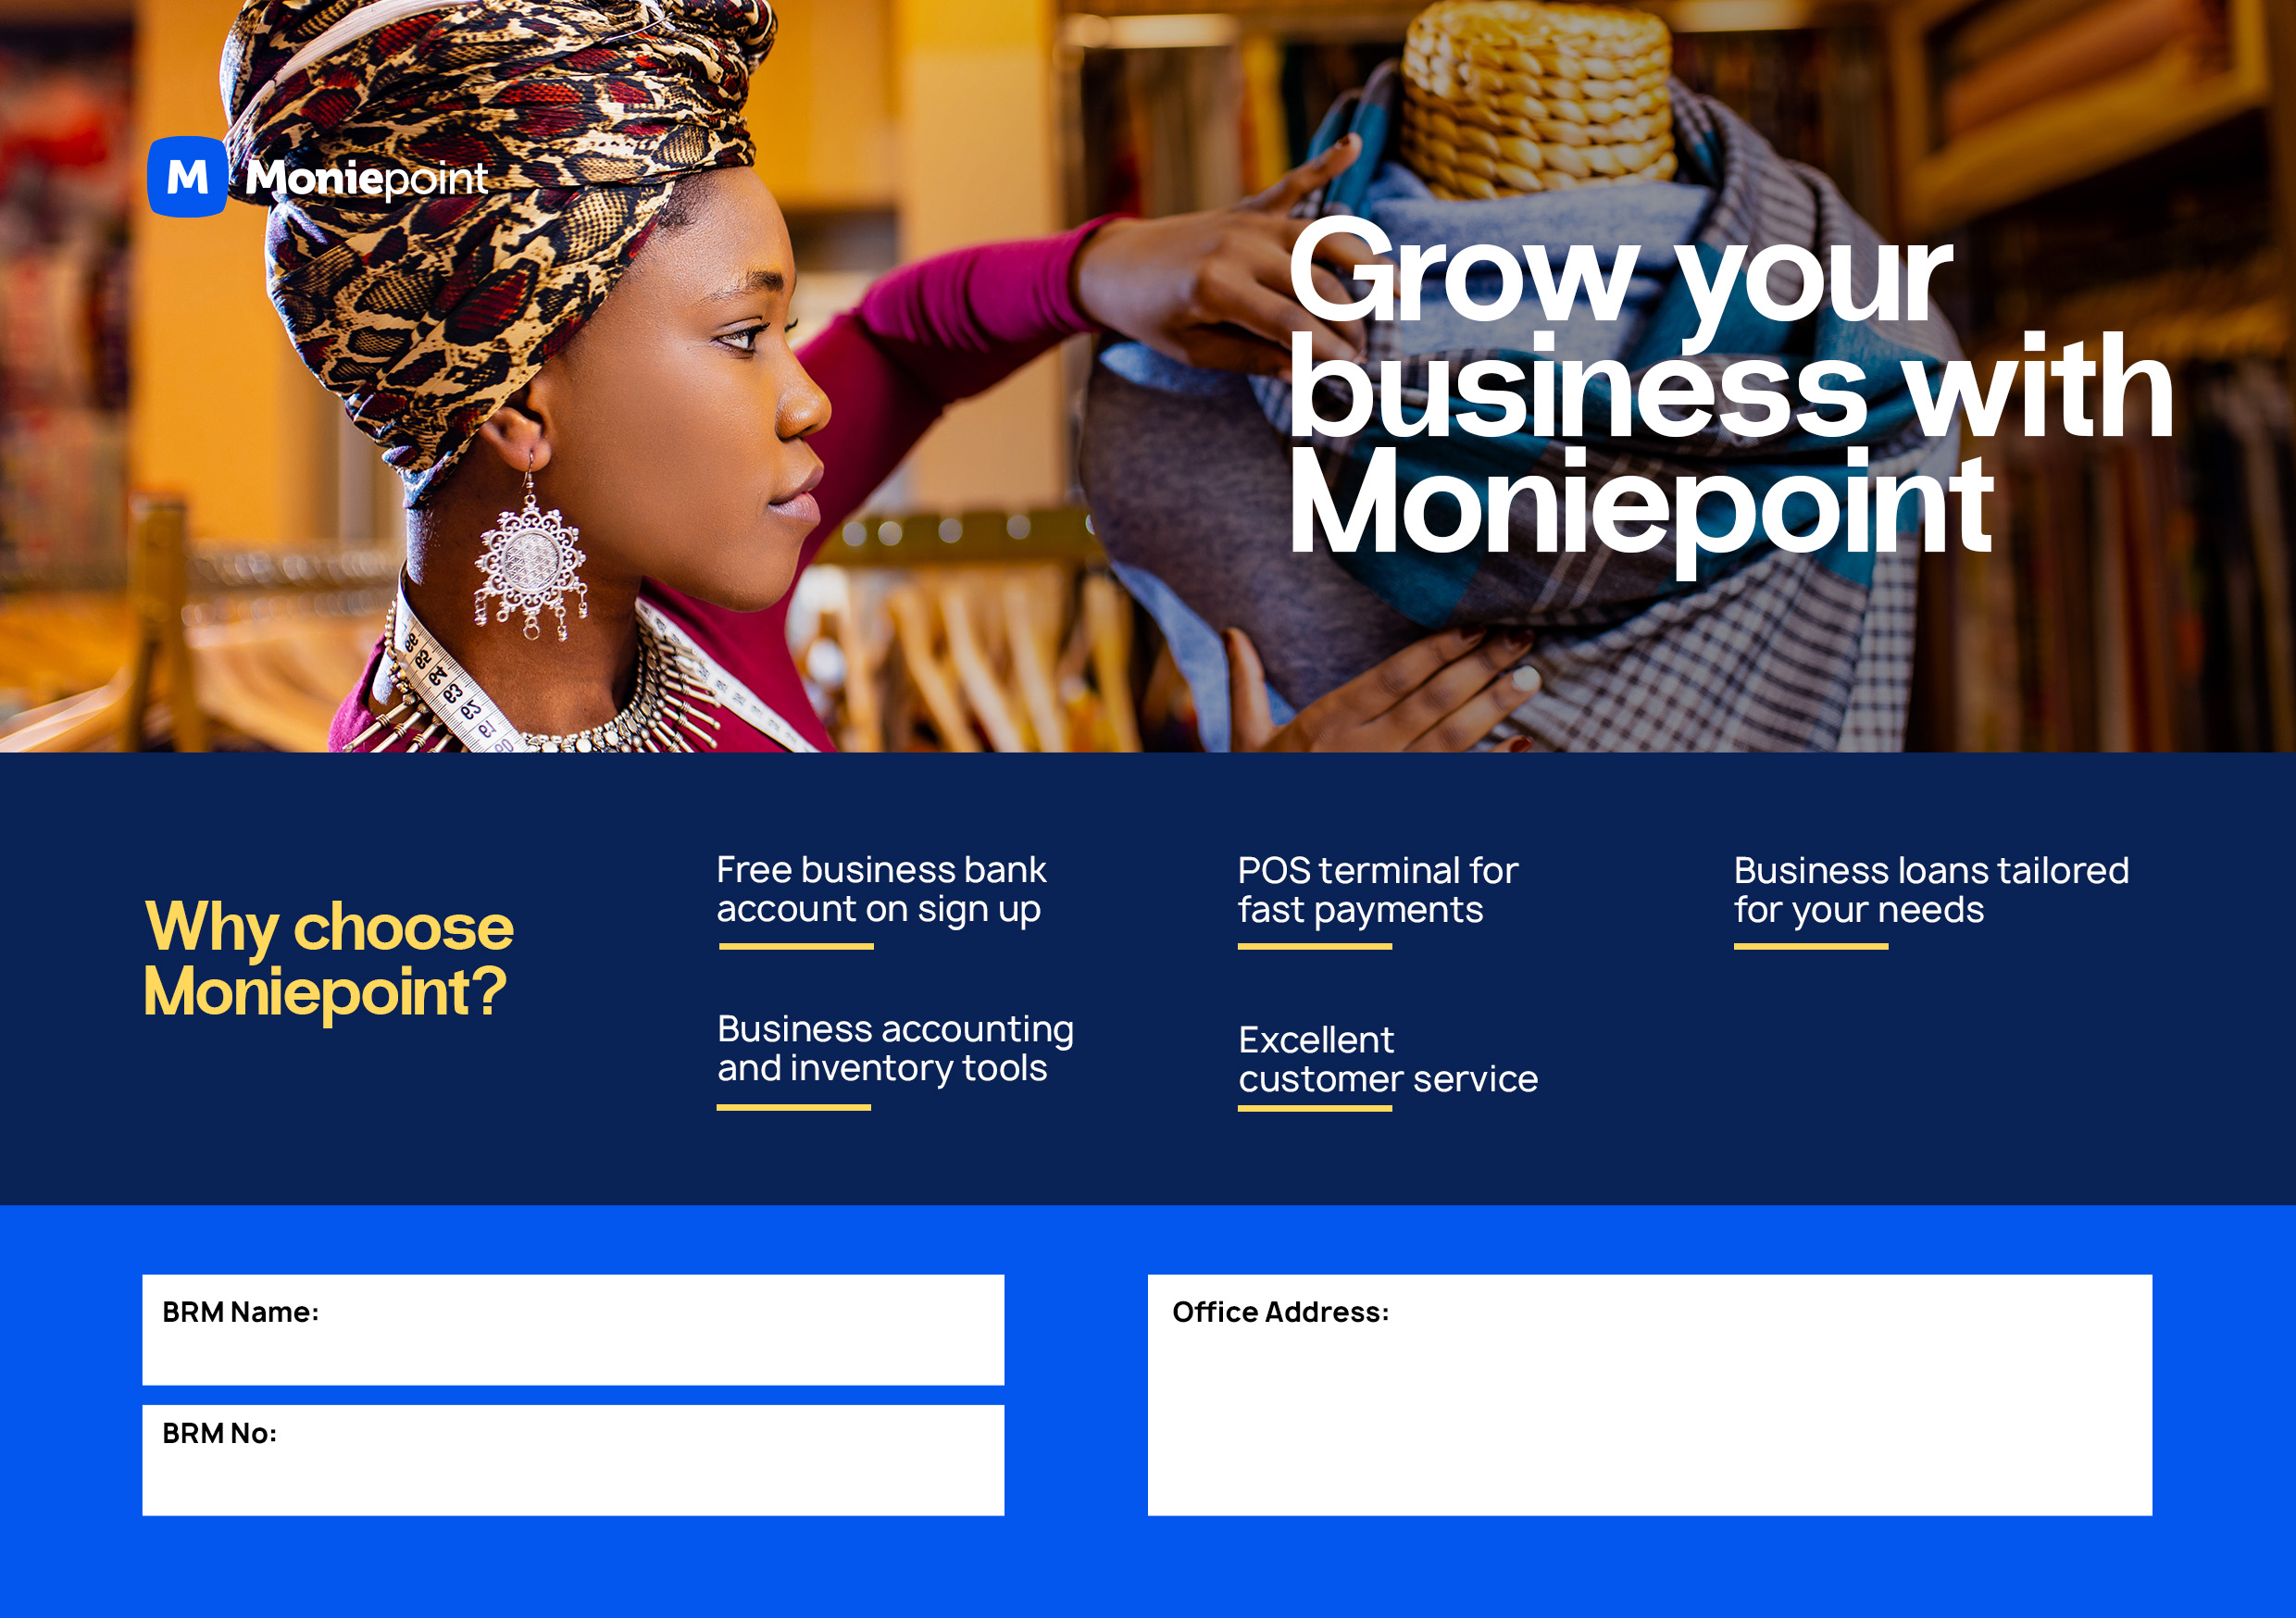 M Moniepoint
Grow your
business with
Moniepoint
Why choose
Moniepoint?
Free business bank
account on sign up
POS terminal for
fast payments
Business loans tailored
for your needs
Business accounting
and inventory tools
Excellent
customer service
BRM Name:
BRM No:
Office Address: